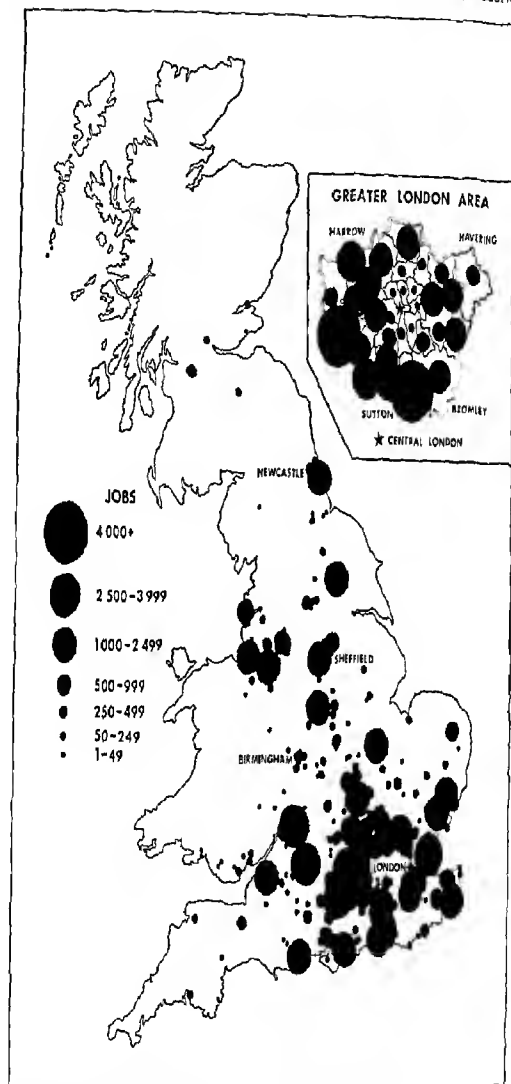 GREATER LONDON AREA
HARROW
HAVERING
SUTTON
BROMLEY
★ CENTRAL LONDON
NEWCASTLE
JOBS
4 000+
2 500-3 999
1000-2 499
500-999
250-499
50-249
1-49
SHEFFIELD
BIRMINGHAM
LONDON